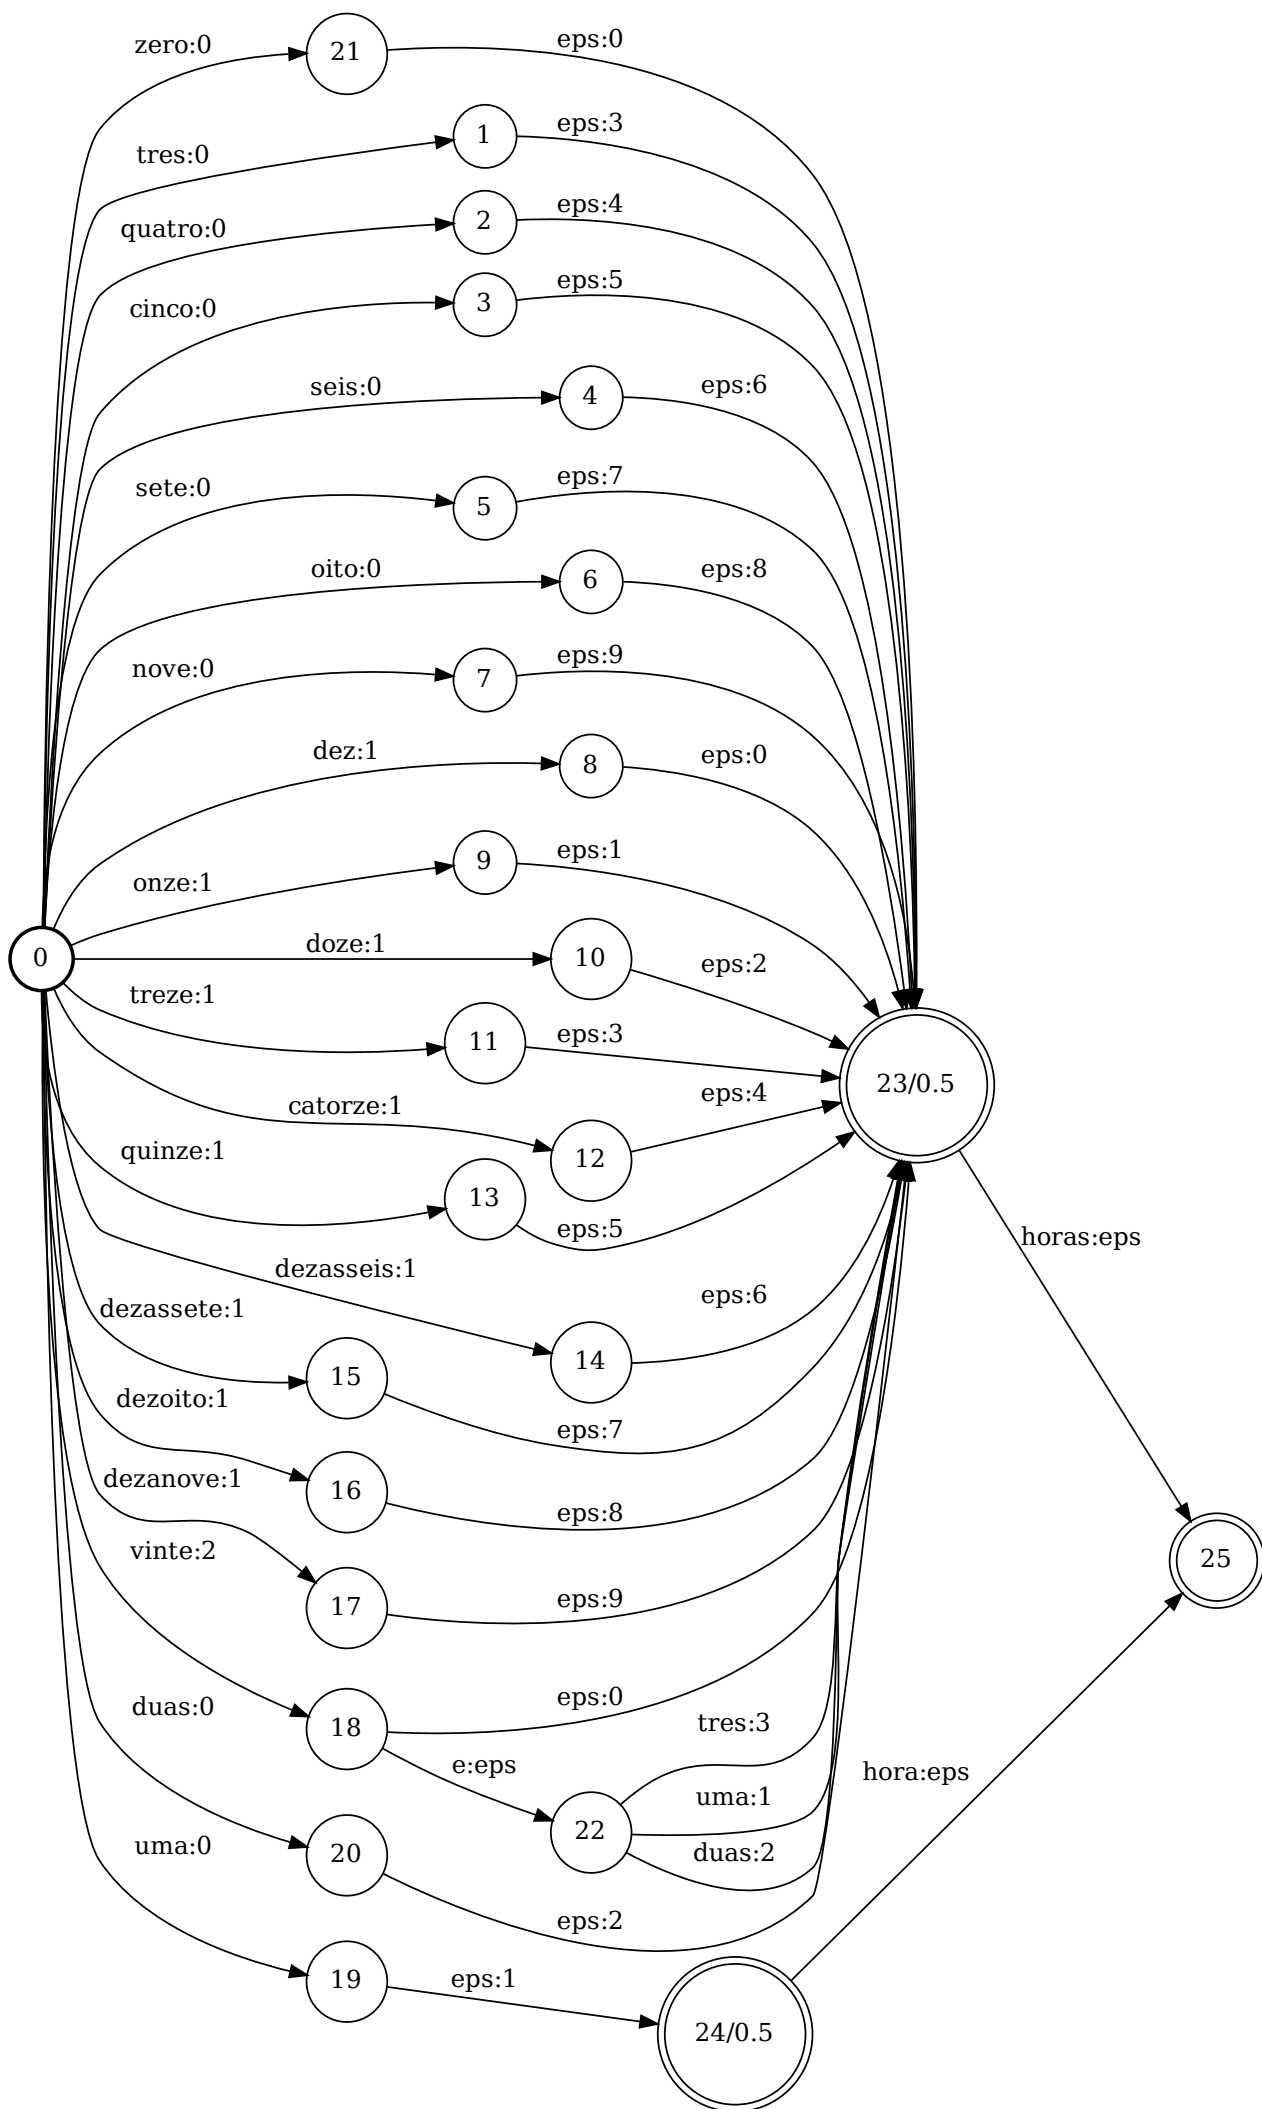 zero:0
21
eps:0
tres:0
1
eps:3
quatro:0
2
eps:4
cinco:0
3
eps:5
seis:0
4
eps:6
sete:0
5
eps:7
oito:0
6
eps:8
nove:0
7
eps:9
dez:1
8
eps:0
onze:1
9
eps:1
0
doze:1
10
eps:2
treze:1
11
eps:3
23/0.5
catorze:1
12
eps:4
quinze:1
13
eps:5
horas:eps
dezasseis:1
14
eps:6
dezassete:1
15
eps:7
dezoito:1
16
eps:8
dezanove:1
17
eps:9
25
vinte:2
18
eps:0
e:eps
22
tres:3
uma:1
duas:2
duas:0
20
eps:2
hora:eps
uma:0
19
eps:1
24/0.5